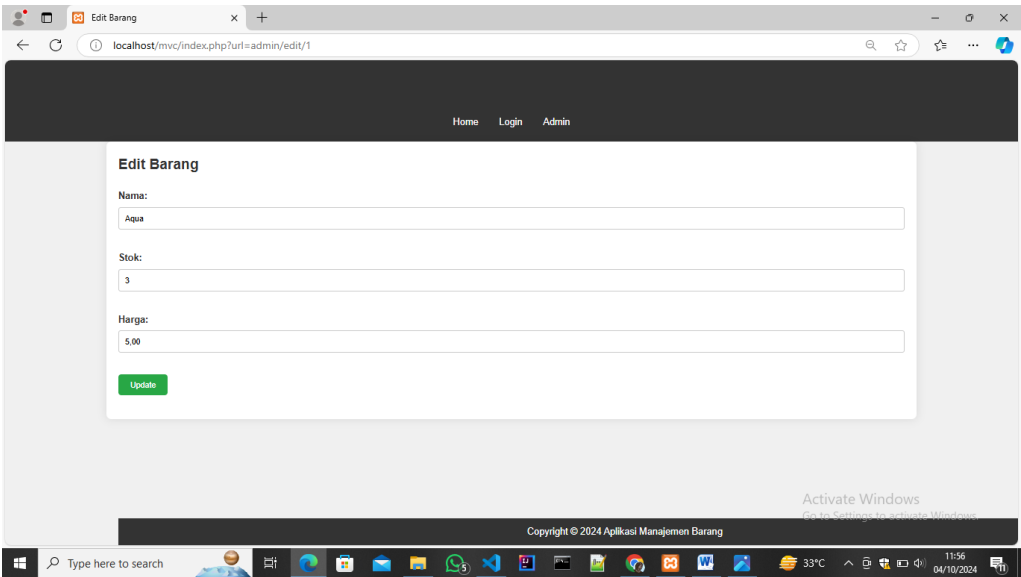 Edit Barang
localhost/mvc/index.php?url=admin/edit/1
Home Login Admin
Edit Barang
Nama:
Aqua
Stok:
3
Harga:
5,00
Update
Activate Windows
Go to Settings to activate Windows.
Copyright © 2024 Aplikasi Manajemen Barang
Type here to search
5
33°C
11:56
04/10/2024
11